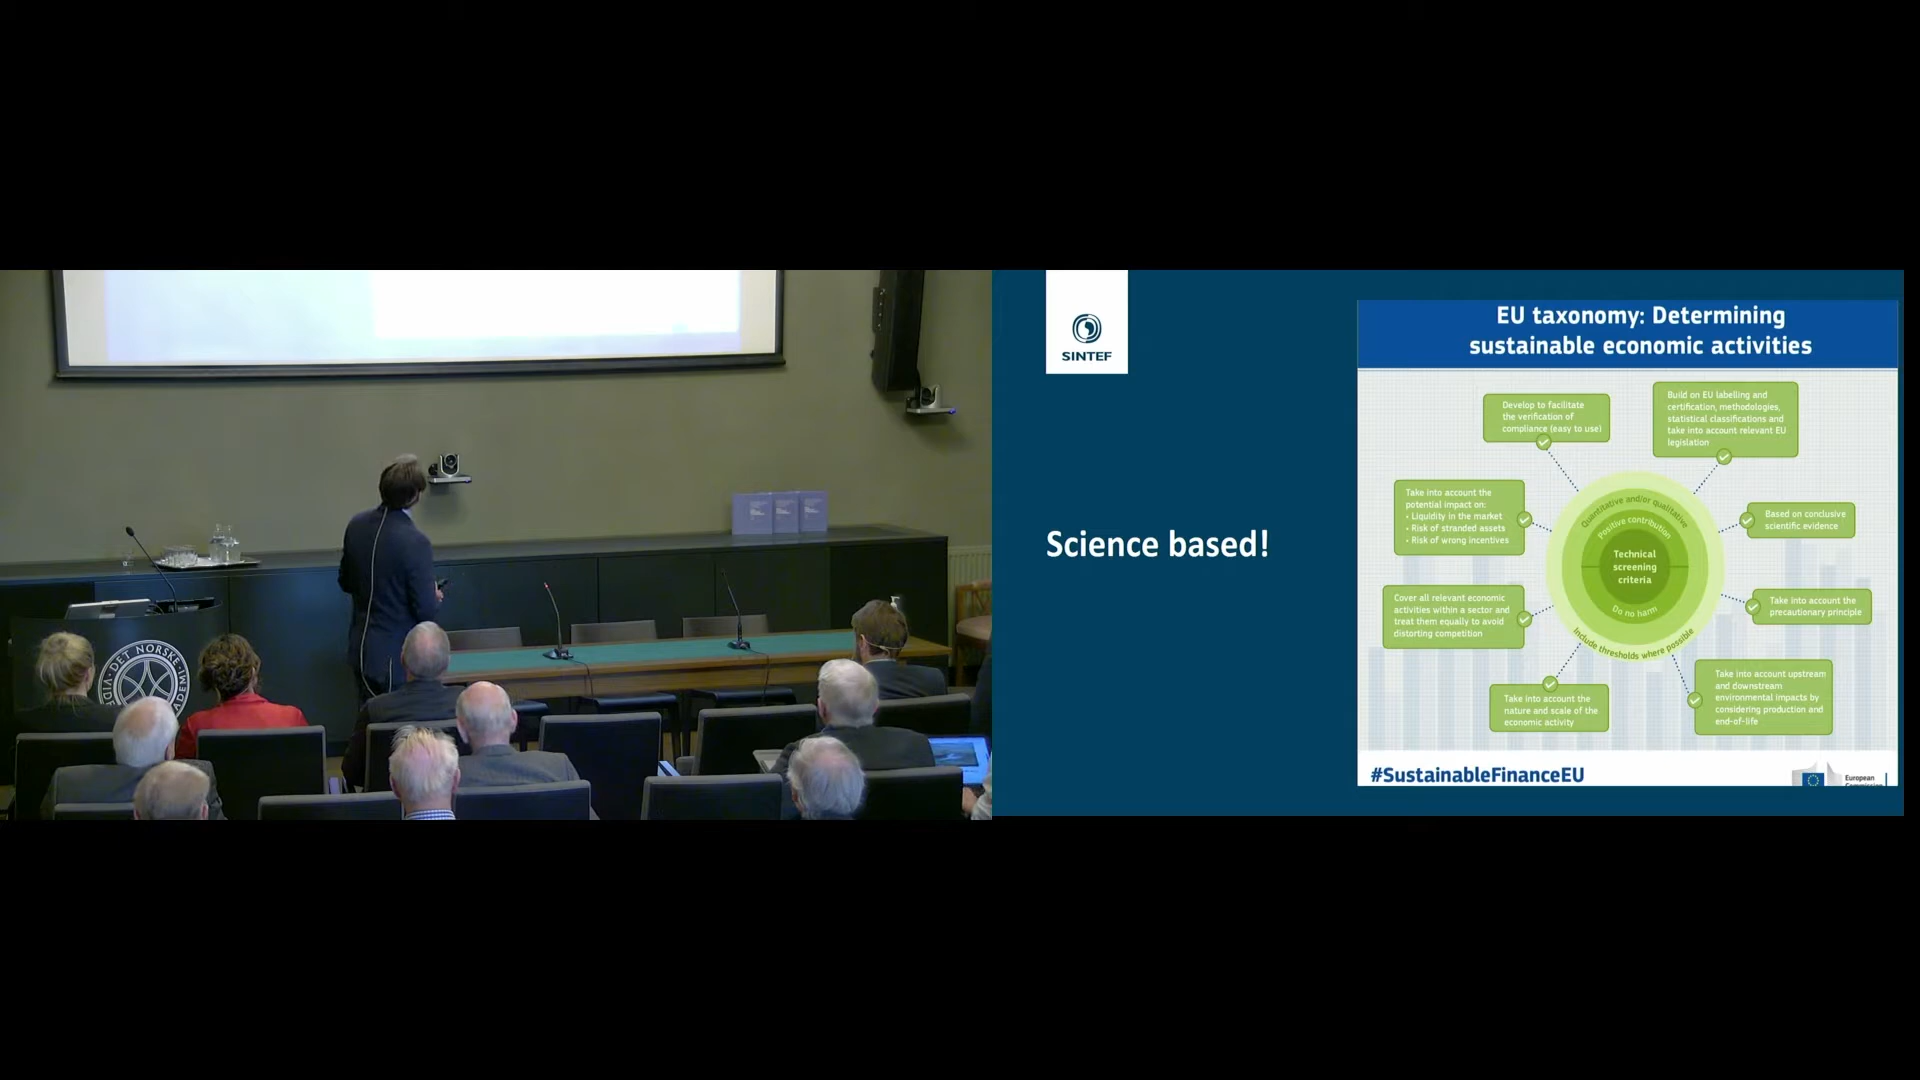 DET NORSKE
VIDE
AKADEMI
SINTEF
Science based!
EU taxonomy: Determining
sustainable economic activities
Develop to facilitate
the verification of
compliance (easy to use)
Build on EU labelling and
certification, methodologies,
statistical classifications and
take into account relevant EU
legislation
Take into account the
potential impact on:
• Liquidity in the market
• Risk of stranded assets
• Risk of wrong incentives
Based on conclusive
scientific evidence
Quantitative and/or qualitative
Positive contribution
Technical
screening
criteria
Do no harm
Include thresholds where possible
Cover all relevant economic
activities within a sector and
treat them equally to avoid
distorting competition
Take into account the
precautionary principle
Take into account the
nature and scale of the
economic activity
Take into account upstream
and downstream
environmental impacts by
considering production and
end-of-life
#SustainableFinanceEU
European
Commission